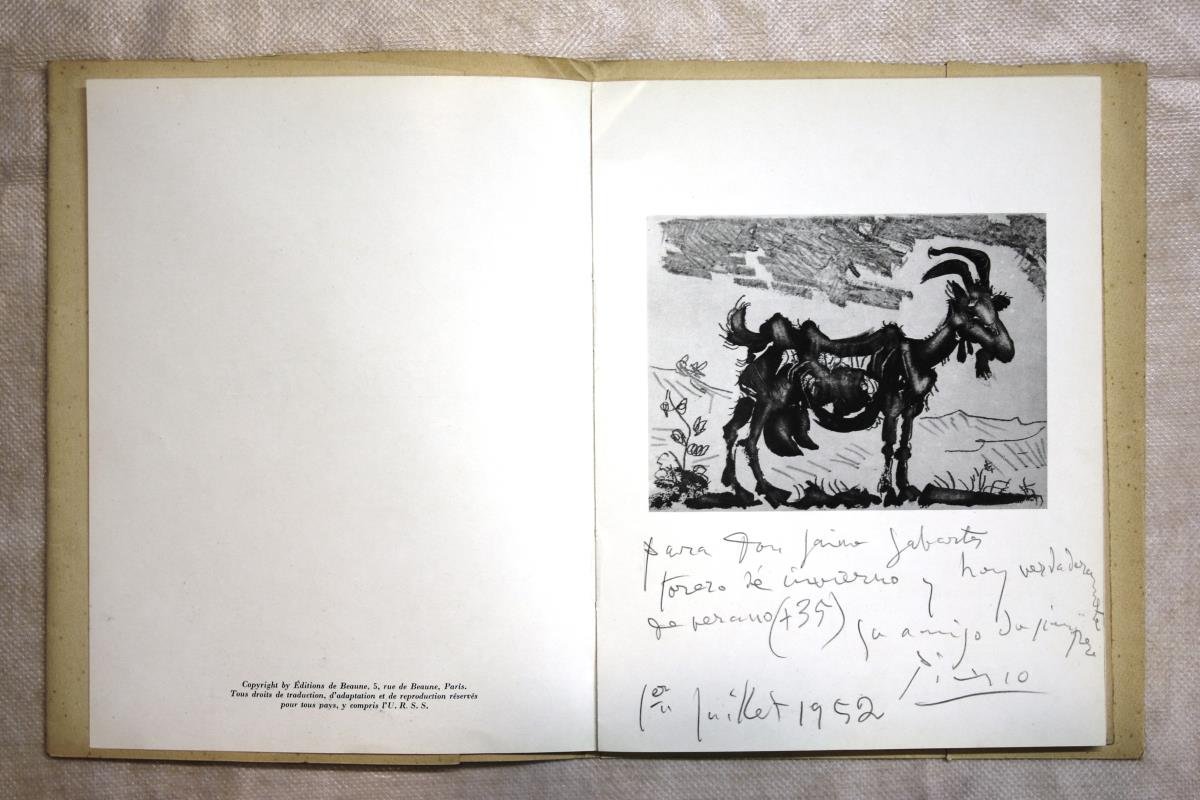 Copyright by Éditions de Beaune, 5, rue de Beaune, Paris.
Tous droits de traduction, d'adaptation et de reproduction réservés
pour tous pays, y compris l'U. R. S. S.
para Don Jaime Sabartes
torero de invierno y hoy verdaderamente
de verano (+35) su amigo de siempre
Picasso
1er juillet 1952